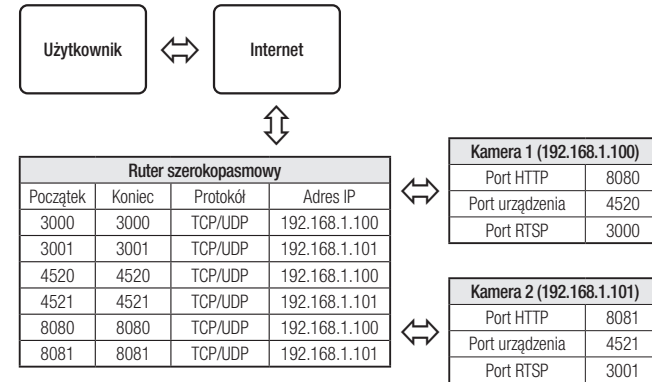 Użytkownik
Internet
Ruter szerokopasmowy
Początek Koniec Protokół Adres IP
3000 3000 TCP/UDP 192.168.1.100
3001 3001 TCP/UDP 192.168.1.101
4520 4520 TCP/UDP 192.168.1.100
4521 4521 TCP/UDP 192.168.1.101
8080 8080 TCP/UDP 192.168.1.100
8081 8081 TCP/UDP 192.168.1.101
Kamera 1 (192.168.1.100)
Port HTTP 8080
Port urządzenia 4520
Port RTSP 3000
Kamera 2 (192.168.1.101)
Port HTTP 8081
Port urządzenia 4521
Port RTSP 3001